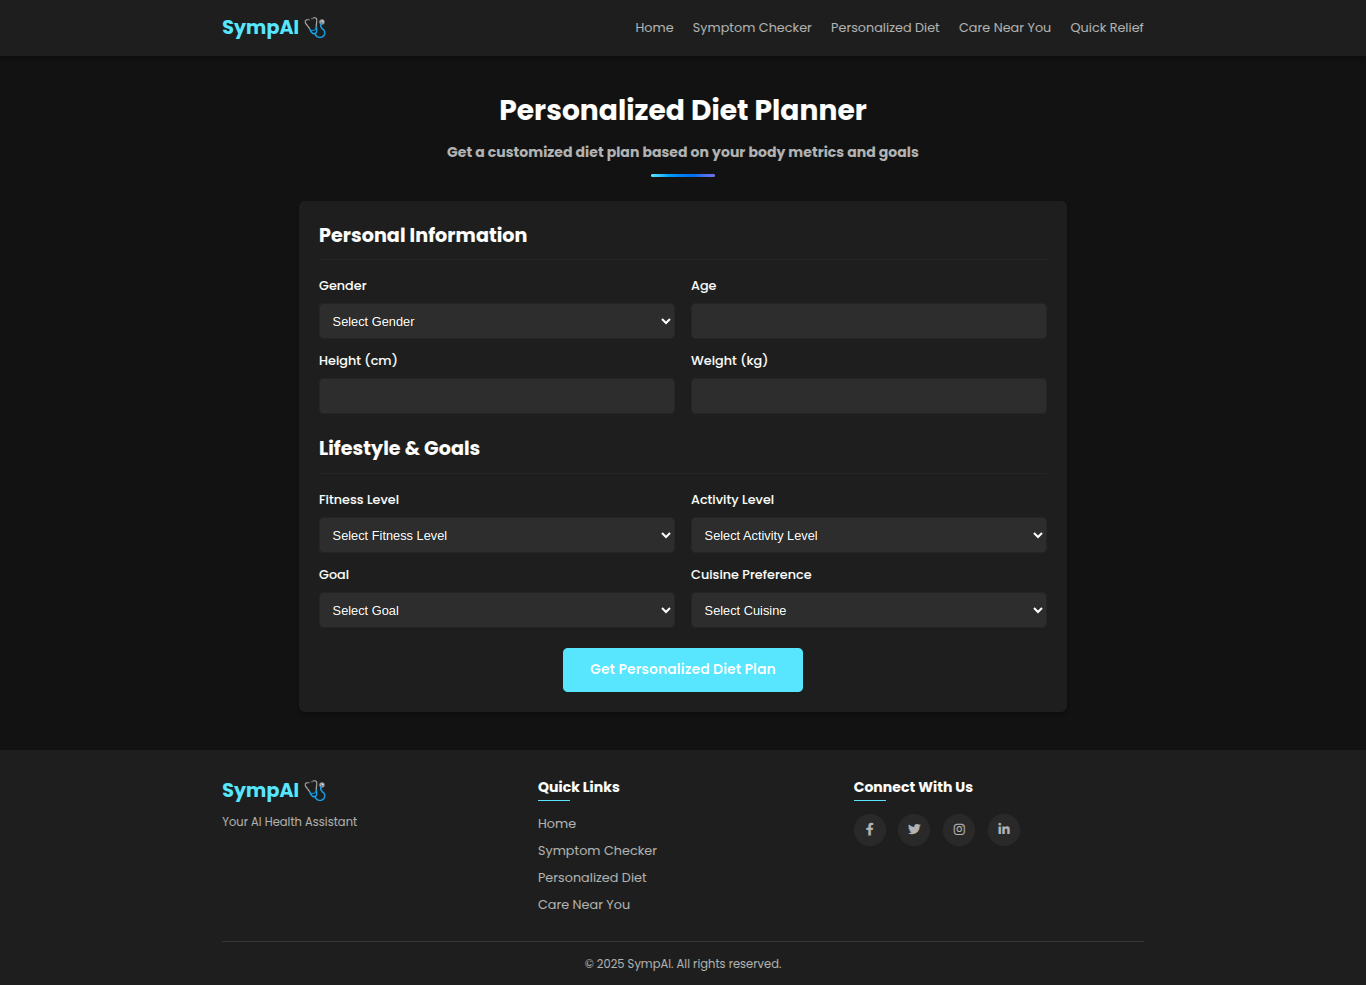 SympAI
Home Symptom Checker Personalized Diet Care Near You Quick Relief
Personalized Diet Planner
Get a customized diet plan based on your body metrics and goals
Personal Information
Gender Age
Select Gender
Height (cm) Weight (kg)
Lifestyle & Goals
Fitness Level Activity Level
Select Fitness Level Select Activity Level
Goal Cuisine Preference
Select Goal Select Cuisine
Get Personalized Diet Plan
SympAI
Your AI Health Assistant
Quick Links
Home
Symptom Checker
Personalized Diet
Care Near You
Connect With Us
© 2025 SympAI. All rights reserved.